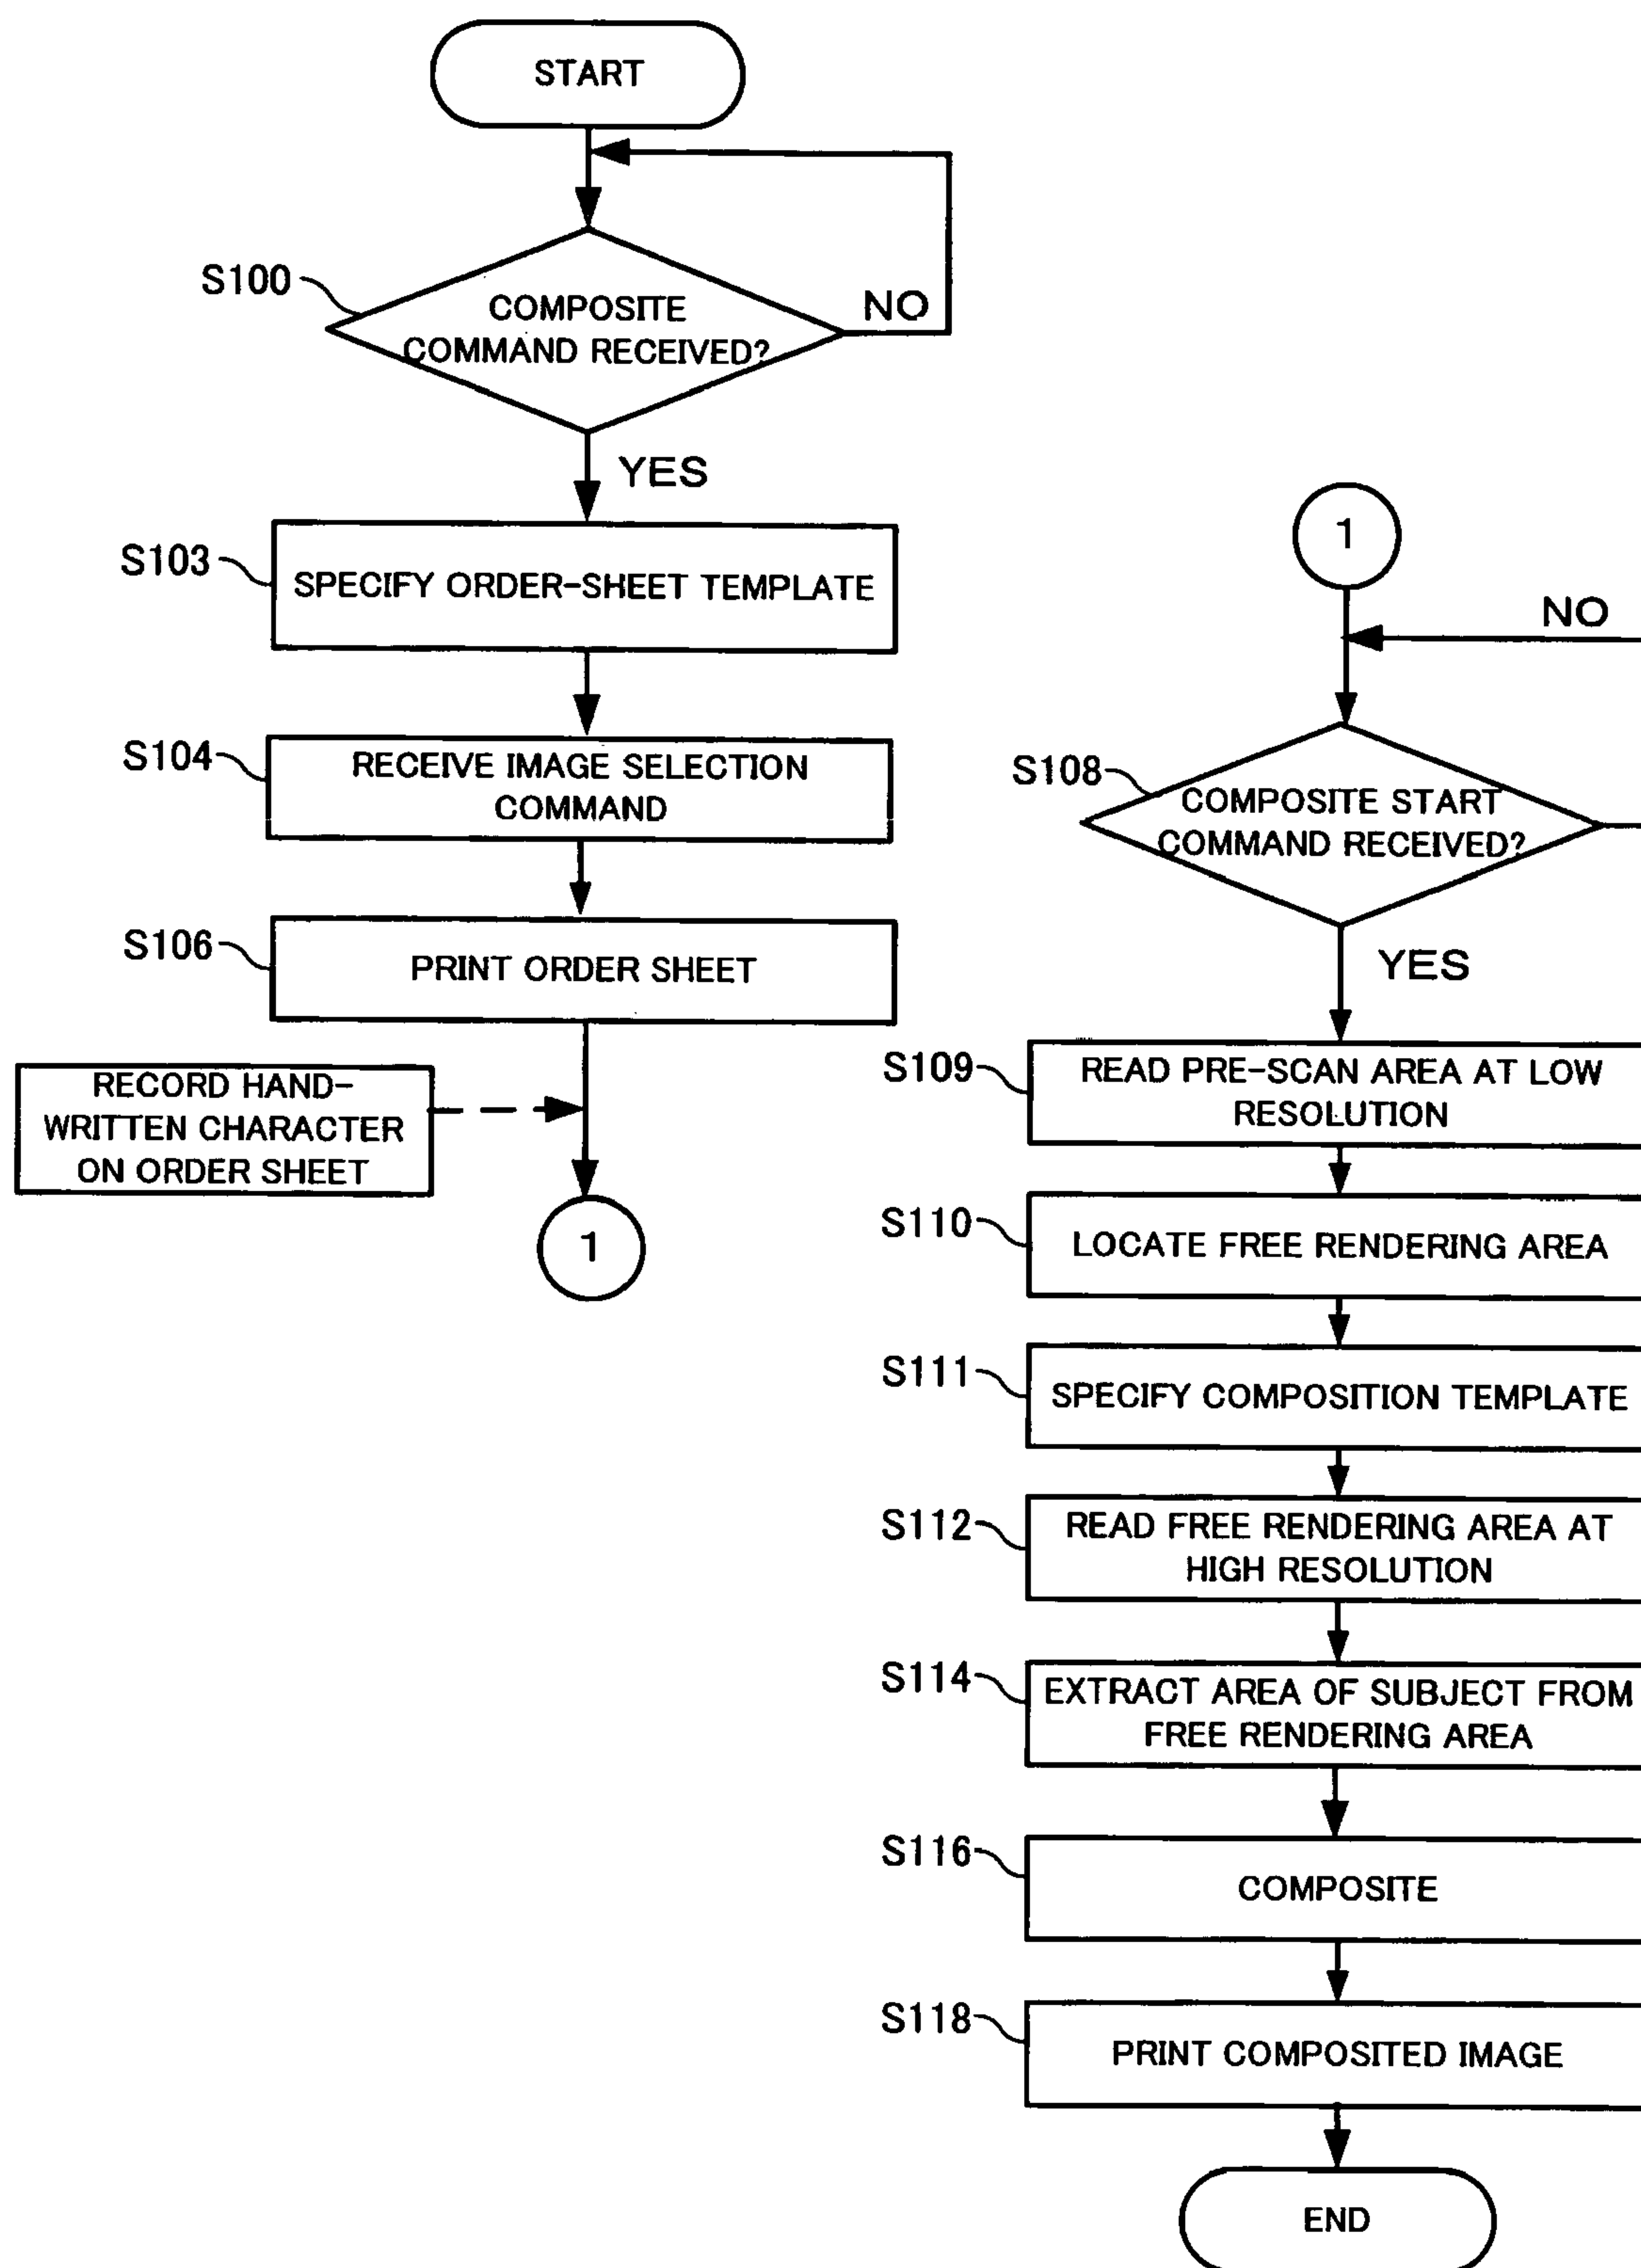 START
S100
COMPOSITE
COMMAND RECEIVED?
NO
YES
S103
SPECIFY ORDER-SHEET TEMPLATE
S104
RECEIVE IMAGE SELECTION
COMMAND
S106
PRINT ORDER SHEET
RECORD HAND-
WRITTEN CHARACTER
ON ORDER SHEET
1
1
NO
S108
COMPOSITE START
COMMAND RECEIVED?
YES
S109
READ PRE-SCAN AREA AT LOW
RESOLUTION
S110
LOCATE FREE RENDERING AREA
S111
SPECIFY COMPOSITION TEMPLATE
S112
READ FREE RENDERING AREA AT
HIGH RESOLUTION
S114
EXTRACT AREA OF SUBJECT FROM
FREE RENDERING AREA
S116
COMPOSITE
S118
PRINT COMPOSITED IMAGE
END